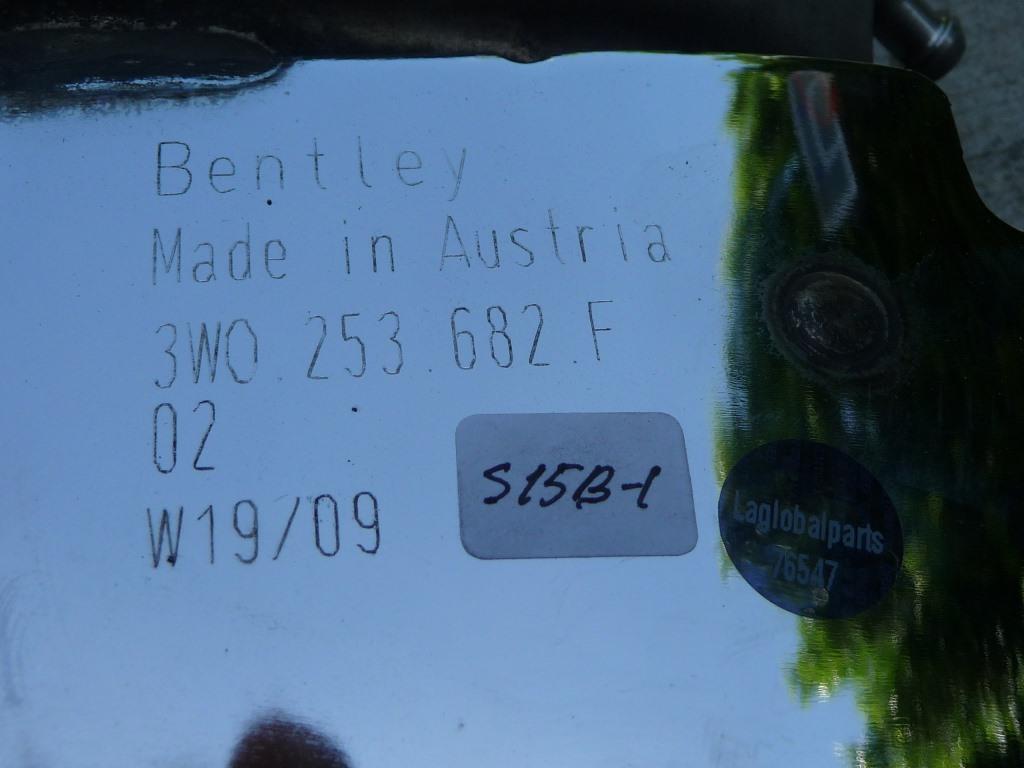 Bentley
Made in Austria
3W0.253.682.F
02
W19/09
S15B-1
Laglobalparts
76547